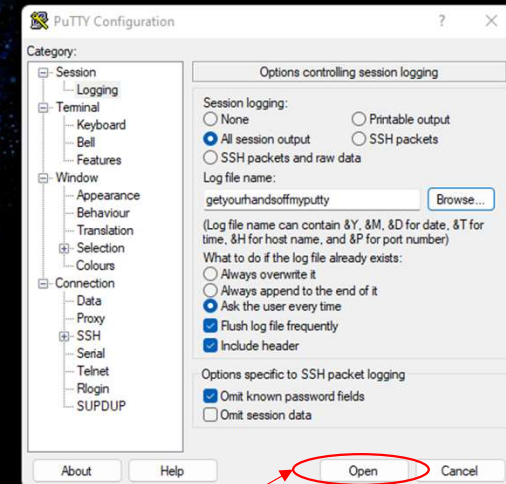 PuTTY Configuration
?
Category:
Session
Logging
Terminal
Keyboard
Bell
Features
Window
Appearance
Behaviour
Translation
Selection
Colours
Connection
Data
Proxy
SSH
Serial
Telnet
Rlogin
SUPDUP
Options controlling session logging
Session logging:
None
Printable output
All session output
SSH packets
SSH packets and raw data
Log file name:
getyourhandsoffmyputty
Browse...
(Log file name can contain &Y, &M, &D for date, &T for
time, &H for host name, and &P for port number)
What to do if the log file already exists:
Always overwrite it
Always append to the end of it
Ask the user every time
Flush log file frequently
Include header
Options specific to SSH packet logging
Omit known password fields
Omit session data
About
Help
Open
Cancel